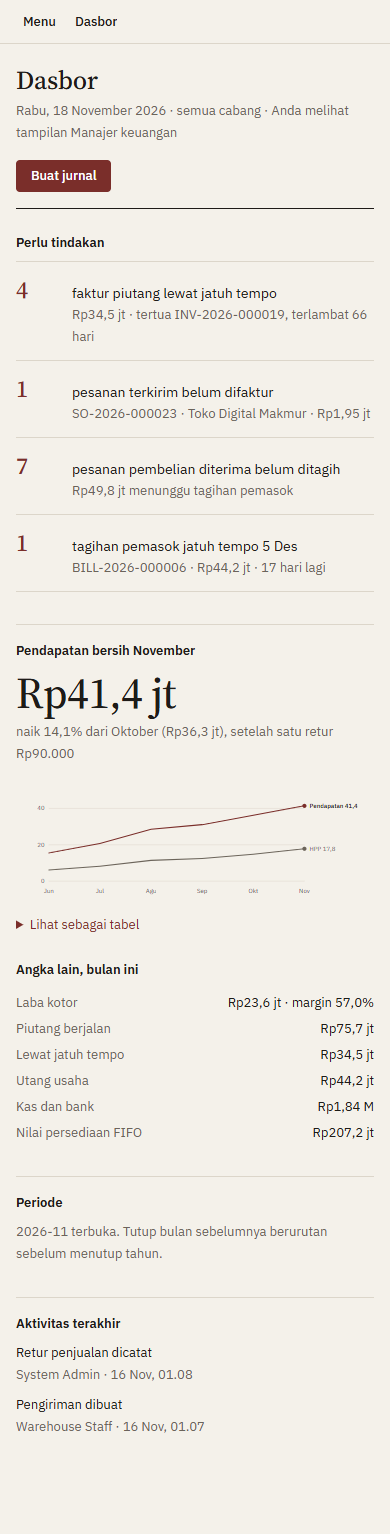 Menu Dasbor
Dasbor
Rabu, 18 November 2026 · semua cabang · Anda melihat
tampilan Manajer keuangan
Buat jurnal
Perlu tindakan
4 faktur piutang lewat jatuh tempo
Rp34,5 jt · tertua INV-2026-000019, terlambat 66
hari
1 pesanan terkirim belum difaktur
SO-2026-000023 · Toko Digital Makmur · Rp1,95 jt
7 pesanan pembelian diterima belum ditagih
Rp49,8 jt menunggu tagihan pemasok
1 tagihan pemasok jatuh tempo 5 Des
BILL-2026-000006 · Rp44,2 jt · 17 hari lagi
Pendapatan bersih November
Rp41,4 jt
naik 14,1% dari Oktober (Rp36,3 jt), setelah satu retur
Rp90.000
40
Pendapatan 41,4
20
HPP 17,8
0
Jun Jul Agu Sep Okt Nov
Lihat sebagai tabel
Angka lain, bulan ini
Laba kotor Rp23,6 jt · margin 57,0%
Piutang berjalan Rp75,7 jt
Lewat jatuh tempo Rp34,5 jt
Utang usaha Rp44,2 jt
Kas dan bank Rp1,84 M
Nilai persediaan FIFO Rp207,2 jt
Periode
2026-11 terbuka. Tutup bulan sebelumnya berurutan
sebelum menutup tahun.
Aktivitas terakhir
Retur penjualan dicatat
System Admin · 16 Nov, 01.08
Pengiriman dibuat
Warehouse Staff · 16 Nov, 01.07